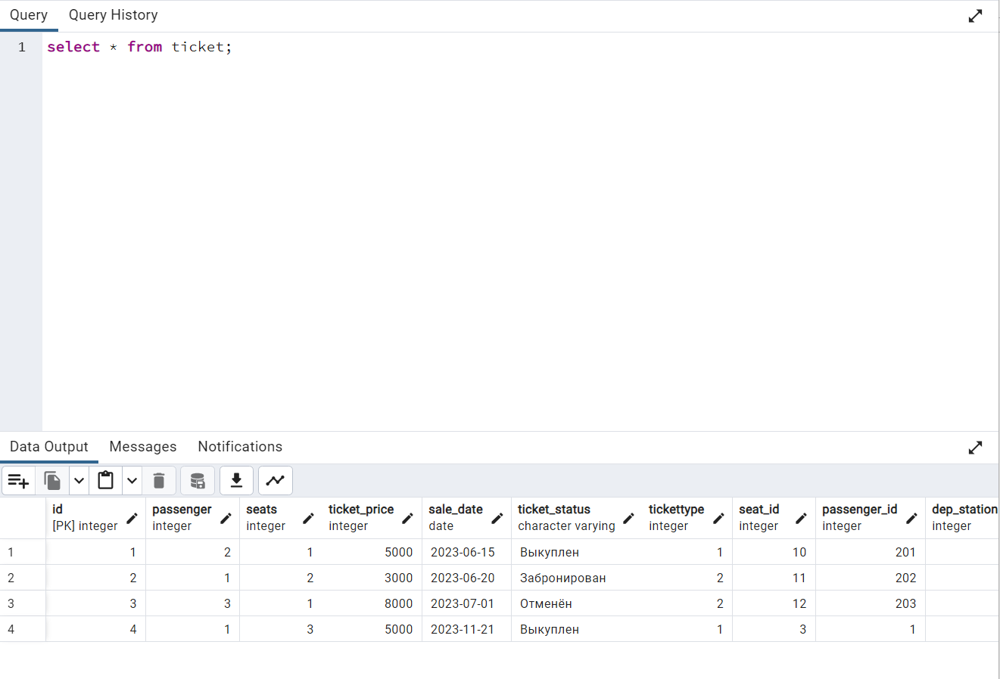 Query Query History
1 select * from ticket;
Data Output Messages Notifications
id passenger seats ticket_price sale_date ticket_status tickettype seat_id passenger_id dep_station
[PK] integer integer integer integer date character varying integer integer integer integer
1 1 2 1 5000 2023-06-15 Выкуплен 1 10 201
2 2 1 2 3000 2023-06-20 Забронирован 2 11 202
3 3 3 1 8000 2023-07-01 Отменён 2 12 203
4 4 1 3 5000 2023-11-21 Выкуплен 1 3 1